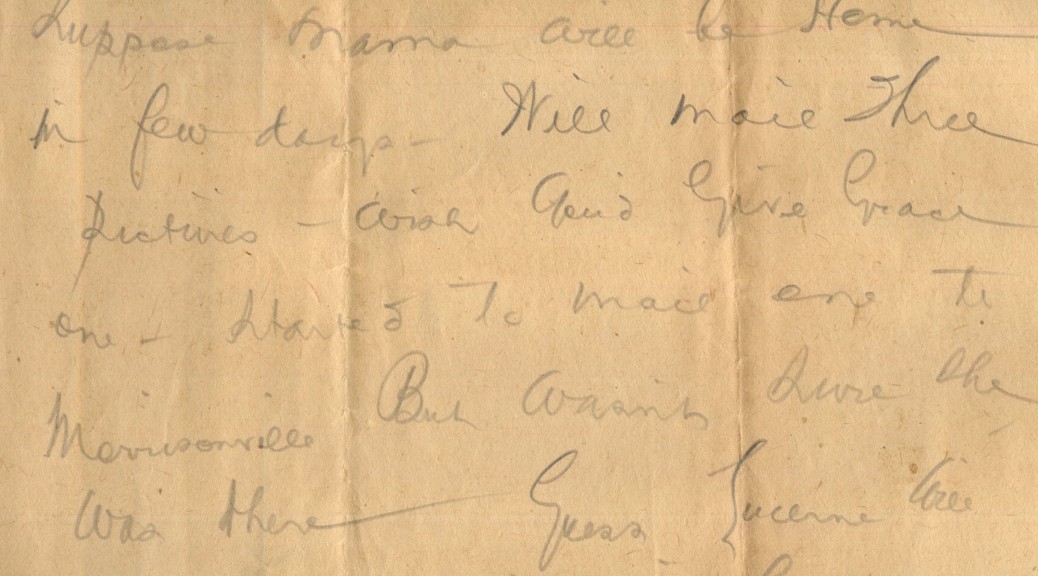 Suppose Mama will be Home
in few days - Will mail Three
Pictures - wish you'd Give Grace
one - Started To mail one to
Morrisonville But wasn't sure she
was there Guess Lucerne will